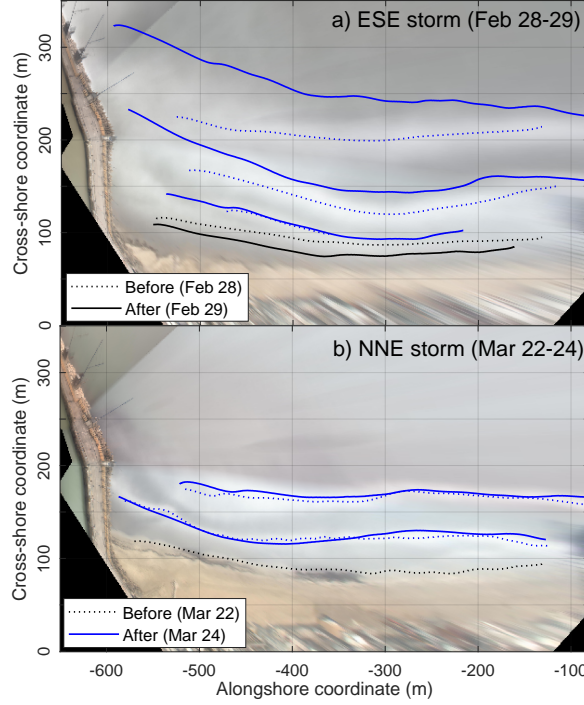 a) ESE storm (Feb 28-29)
Cross-shore coordinate (m)
300
200
100
0
Before (Feb 28)
After (Feb 29)
b) NNE storm (Mar 22-24)
Cross-shore coordinate (m)
300
200
100
0
Before (Mar 22)
After (Mar 24)
-600 -500 -400 -300 -200 -100
Alongshore coordinate (m)